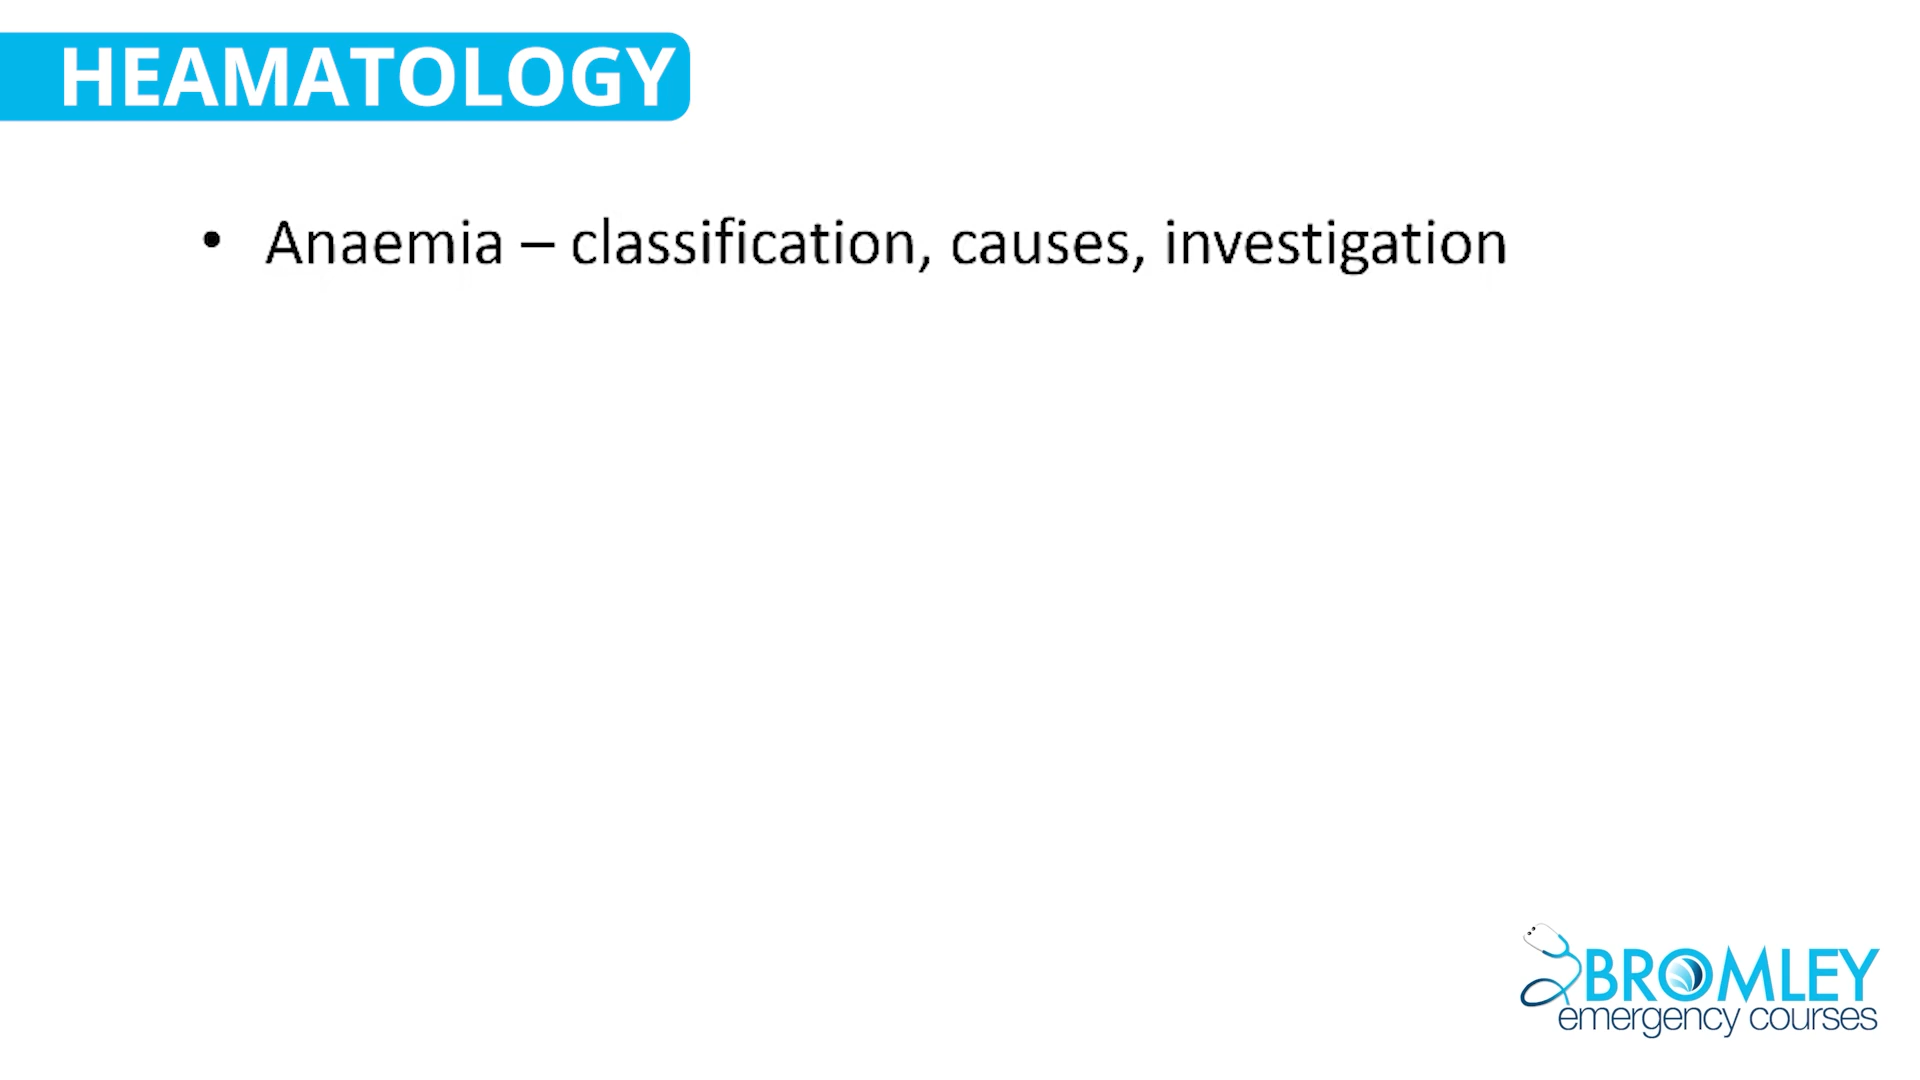 HEAMATOLOGY
• Anaemia – classification, causes, investigation
BROMLEY
emergency courses